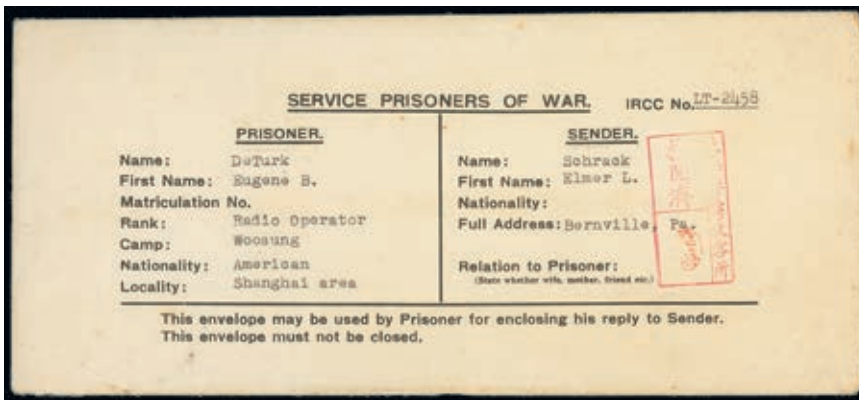 SERVICE PRISONERS OF WAR.
IRCC No. LT-2458
PRISONER.
Name: DeTurk
First Name: Eugene B.
Matriculation No.
Rank: Radio Operator
Camp: Woosung
Nationality: American
Locality: Shanghai area
SENDER.
Name: Schrack
First Name: Elmer L.
Nationality:
Full Address: Bernville, Pa.
Relation to Prisoner:
(State whether wife, mother, friend etc.)
This envelope may be used by Prisoner for enclosing his reply to Sender.
This envelope must not be closed.